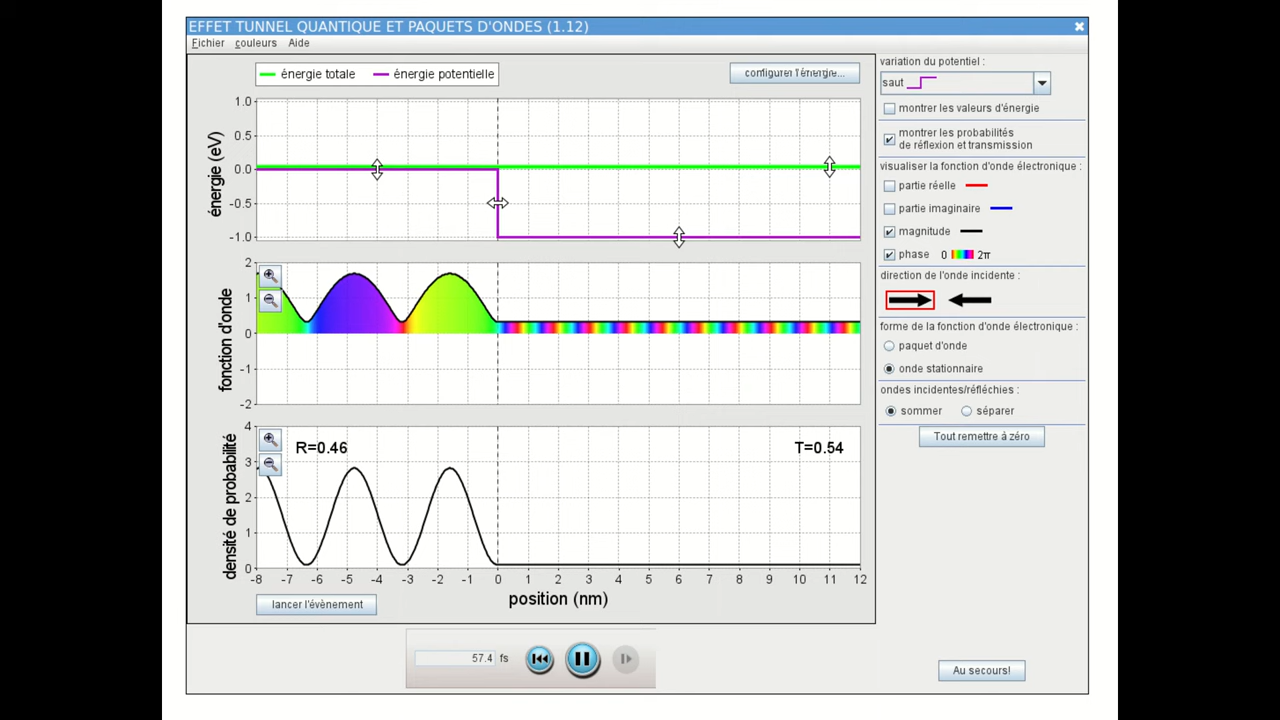 EFFET TUNNEL QUANTIQUE ET PAQUETS D'ONDES (1.12)
Fichier couleurs Aide
énergie totale énergie potentielle
configurer l'énergie...
énergie (eV)
1.0
0.5
0.0
-0.5
-1.0
fonction d'onde
2
1
0
-1
-2
densité de probabilité
4
3
2
1
0
R=0.46
T=0.54
-8 -7 -6 -5 -4 -3 -2 -1 0 1 2 3 4 5 6 7 8 9 10 11 12
position (nm)
lancer l'évènement
57.4 fs
variation du potentiel :
saut
montrer les valeurs d'énergie
montrer les probabilités
de réflexion et transmission
visualiser la fonction d'onde électronique :
partie réelle
partie imaginaire
magnitude
phase 0 2π
direction de l'onde incidente :
forme de la fonction d'onde électronique :
paquet d'onde
onde stationnaire
ondes incidentes/réfléchies :
sommer séparer
Tout remettre à zéro
Au secours!